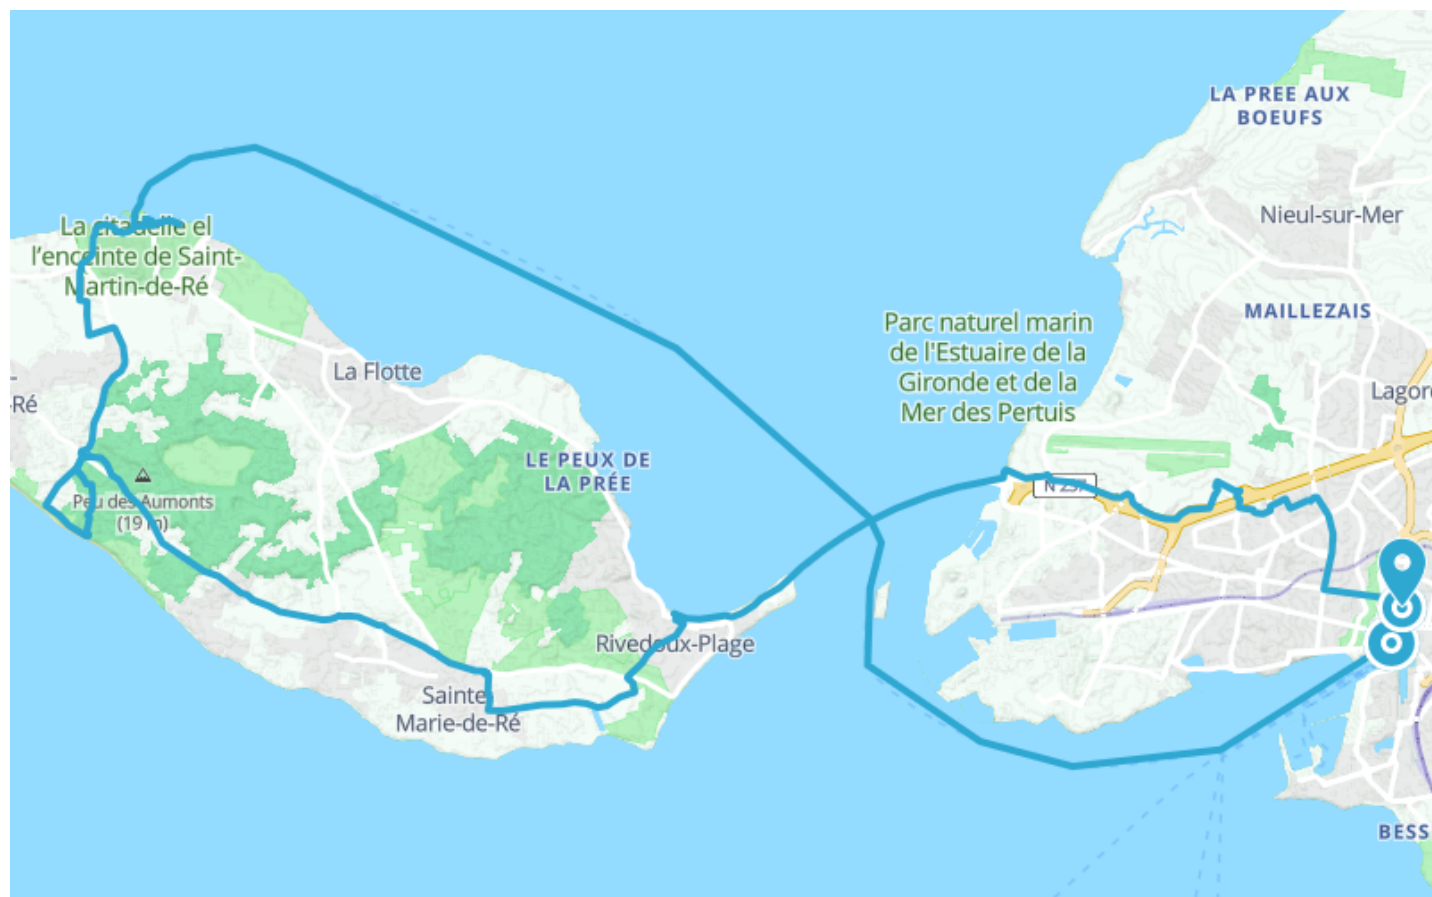 LA PREE AUX
BOEUFS
Nieul-sur-Mer
La citadelle el
l’enceinte de Saint-
Martin-de-Ré
MAILLEZAIS
Parc naturel marin
de l'Estuaire de la
Gironde et de la
Mer des Pertuis
La Flotte
-Ré
LE PEUX DE
LA PRÉE
N 237
Peu des Aumonts
(19 m)
Rivedoux-Plage
Sainte
Marie-de-Ré